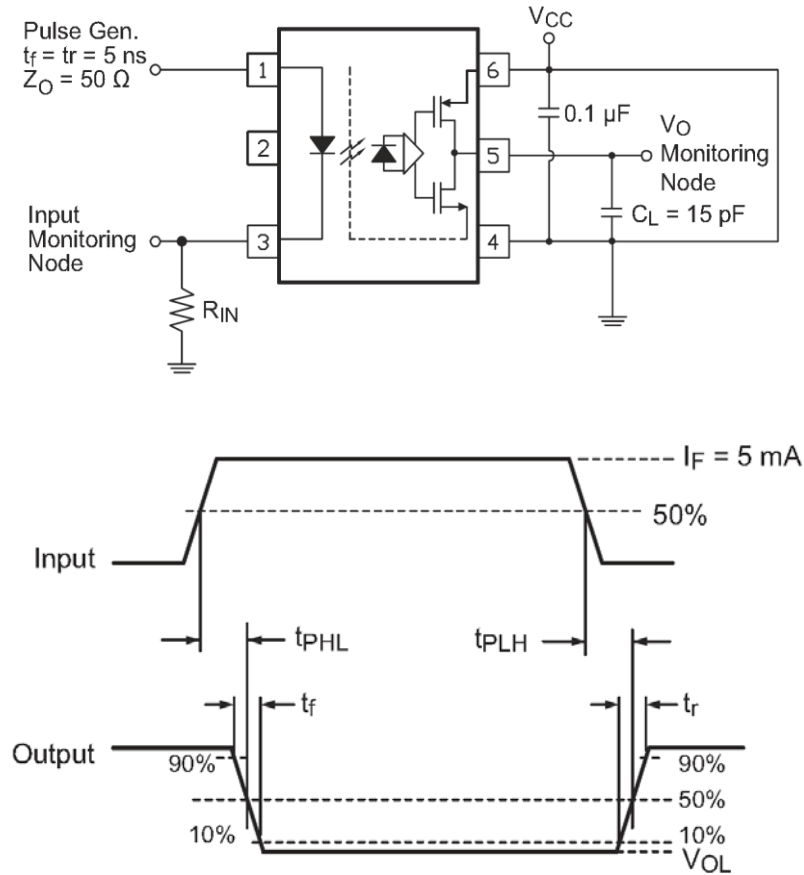 Pulse Gen.
tf = tr = 5 ns
ZO = 50 Ω
VCC
1
6
0.1 μF
VO
Monitoring
Node
2
5
Input
Monitoring
Node
3
4
CL = 15 pF
RIN
IF = 5 mA
50%
Input
tPHL
tPLH
tf
tr
Output
90%
90%
50%
10%
10%
VOL